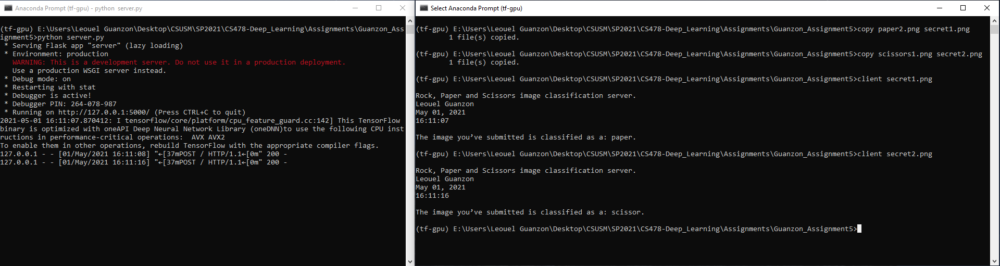 Anaconda Prompt (tf-gpu) - python  server.py
(tf-gpu) E:\Users\Leouel Guanzon\Desktop\CSUSM\SP2021\CS478-Deep_Learning\Assignments\Guanzon_Ass
ignment5>python server.py
 * Serving Flask app "server" (lazy loading)
 * Environment: production
   WARNING: This is a development server. Do not use it in a production deployment.
   Use a production WSGI server instead.
 * Debug mode: on
 * Restarting with stat
 * Debugger is active!
 * Debugger PIN: 264-078-987
 * Running on http://127.0.0.1:5000/ (Press CTRL+C to quit)
2021-05-01 16:11:07.870412: I tensorflow/core/platform/cpu_feature_guard.cc:142] This TensorFlow
binary is optimized with oneAPI Deep Neural Network Library (oneDNN)to use the following CPU inst
ructions in performance-critical operations:  AVX AVX2
To enable them in other operations, rebuild TensorFlow with the appropriate compiler flags.
127.0.0.1 - - [01/May/2021 16:11:08] "←[37mPOST / HTTP/1.1←[0m" 200 -
127.0.0.1 - - [01/May/2021 16:11:16] "←[37mPOST / HTTP/1.1←[0m" 200 -
Select Anaconda Prompt (tf-gpu)
(tf-gpu) E:\Users\Leouel Guanzon\Desktop\CSUSM\SP2021\CS478-Deep_Learning\Assignments\Guanzon_Assignment5>copy paper2.png secret1.png
        1 file(s) copied.
(tf-gpu) E:\Users\Leouel Guanzon\Desktop\CSUSM\SP2021\CS478-Deep_Learning\Assignments\Guanzon_Assignment5>copy scissors1.png secret2.png
        1 file(s) copied.
(tf-gpu) E:\Users\Leouel Guanzon\Desktop\CSUSM\SP2021\CS478-Deep_Learning\Assignments\Guanzon_Assignment5>client secret1.png
Rock, Paper and Scissors image classification server.
Leouel Guanzon
May 01, 2021
16:11:07
The image you’ve submitted is classified as a: paper.
(tf-gpu) E:\Users\Leouel Guanzon\Desktop\CSUSM\SP2021\CS478-Deep_Learning\Assignments\Guanzon_Assignment5>client secret2.png
Rock, Paper and Scissors image classification server.
Leouel Guanzon
May 01, 2021
16:11:16
The image you’ve submitted is classified as a: scissor.
(tf-gpu) E:\Users\Leouel Guanzon\Desktop\CSUSM\SP2021\CS478-Deep_Learning\Assignments\Guanzon_Assignment5>